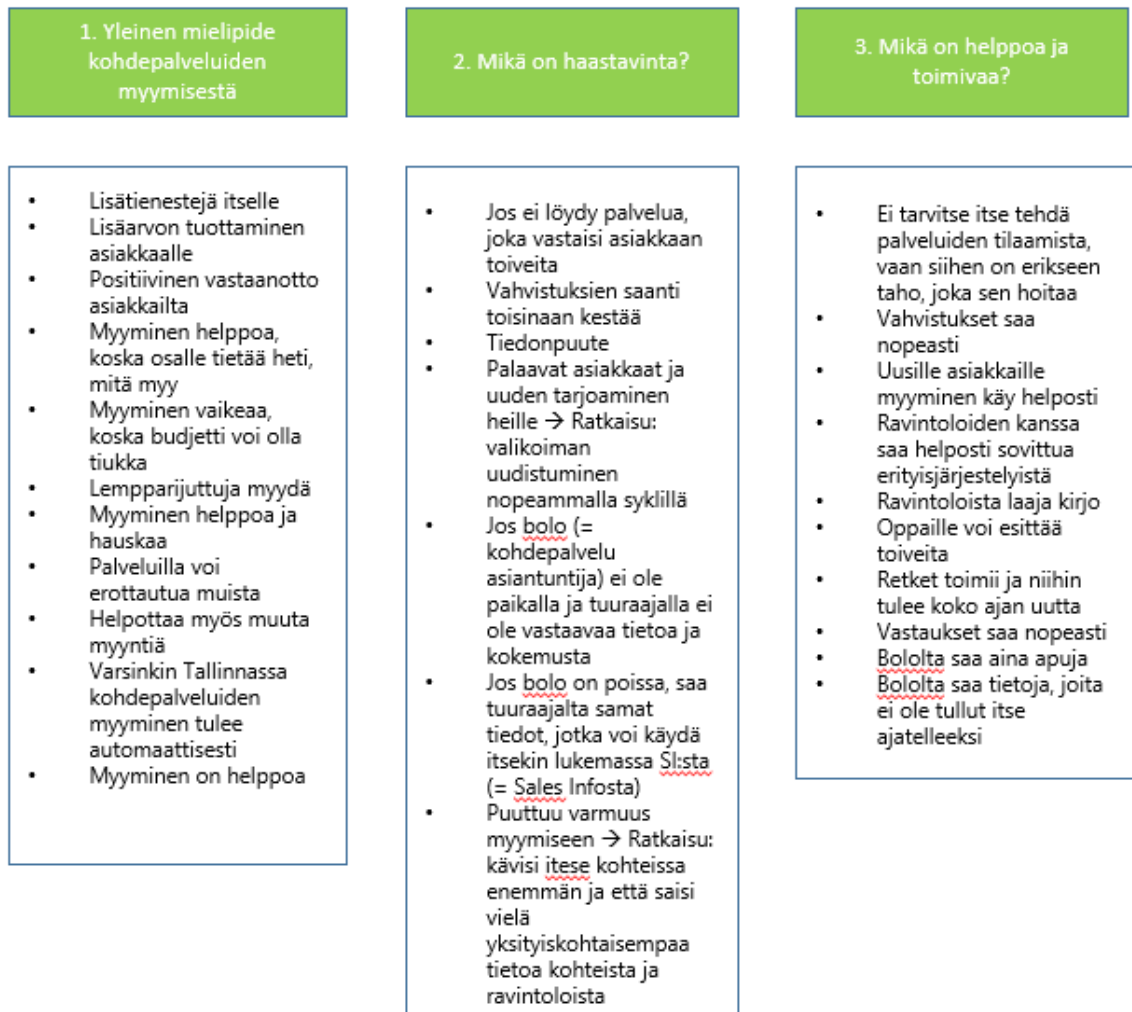 1. Yleinen mielipide
kohdepalveluiden
myymisestä
2. Mikä on haastavinta?
3. Mikä on helppoa ja
toimivaa?
• Lisätienestejä itselle
• Lisäarvon tuottaminen
asiakkaalle
• Positiivinen vastaanotto
asiakkailta
• Myyminen helppoa,
koska osalle tietää heti,
mitä myy
• Myyminen vaikeaa,
koska budjetti voi olla
tiukka
• Lempparijuttuja myydä
• Myyminen helppoa ja
hauskaa
• Palveluilla voi
erottautua muista
• Helpottaa myös muuta
myyntiä
• Varsinkin Tallinnassa
kohdepalveluiden
myyminen tulee
automaattisesti
• Myyminen on helppoa
• Jos ei löydy palvelua,
joka vastaisi asiakkaan
toiveita
• Vahvistuksien saanti
toisinaan kestää
• Tiedonpuute
• Palaavat asiakkaat ja
uuden tarjoaminen
heille → Ratkaisu:
valikoiman
uudistuminen
nopeammalla syklillä
• Jos bolo (=
kohdepalvelu
asiantuntija) ei ole
paikalla ja tuuraajalla ei
ole vastaavaa tietoa ja
kokemusta
• Jos bolo on poissa, saa
tuuraajalta samat
tiedot, jotka voi käydä
itsekin lukemassa SI:sta
(= Sales Infosta)
• Puuttuu varmuus
myymiseen → Ratkaisu:
kävisi itese kohteissa
enemmän ja että saisi
vielä
yksityiskohtaisempaa
tietoa kohteista ja
ravintoloista
• Ei tarvitse itse tehdä
palveluiden tilaamista,
vaan siihen on erikseen
taho, joka sen hoitaa
• Vahvistukset saa
nopeasti
• Uusille asiakkaille
myyminen käy helposti
• Ravintoloiden kanssa
saa helposti sovittua
erityisjärjestelyistä
• Ravintoloista laaja kirjo
• Oppaille voi esittää
toiveita
• Retket toimii ja niihin
tulee koko ajan uutta
• Vastaukset saa nopeasti
• Bololta saa aina apuja
• Bololta saa tietoja, joita
ei ole tullut itse
ajatelleeksi